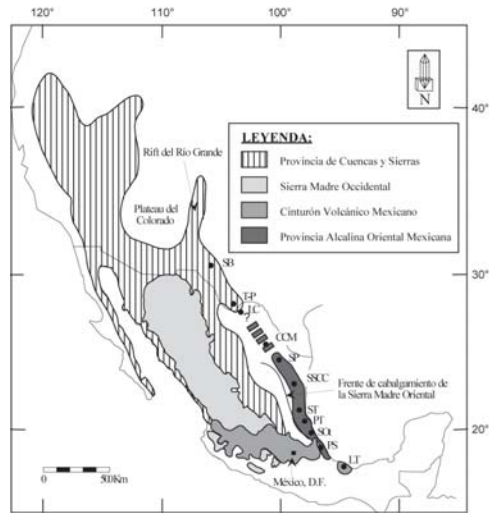 120° 110° 100° 90°
40°
30°
20°
N
LEYENDA:
Provincia de Cuencas y Sierras
Sierra Madre Occidental
Cinturón Volcánico Mexicano
Provincia Alcalina Oriental Mexicana
Rift del Río Grande
Plateau del
Colorado
SB
T-P
LC
CCM
SP
SSCC
Frente de cabalgamiento de
la Sierra Madre Oriental
ST
PT
PS
LT
México, D.F.
0 500Km